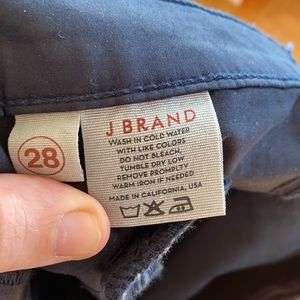 28
J BRAND
WASH IN COLD WATER
WITH LIKE COLORS
DO NOT BLEACH,
TUMBLE DRY LOW
REMOVE PROMPLTY
WARM IRON IF NEEDED
MADE IN CALIFORNIA, USA